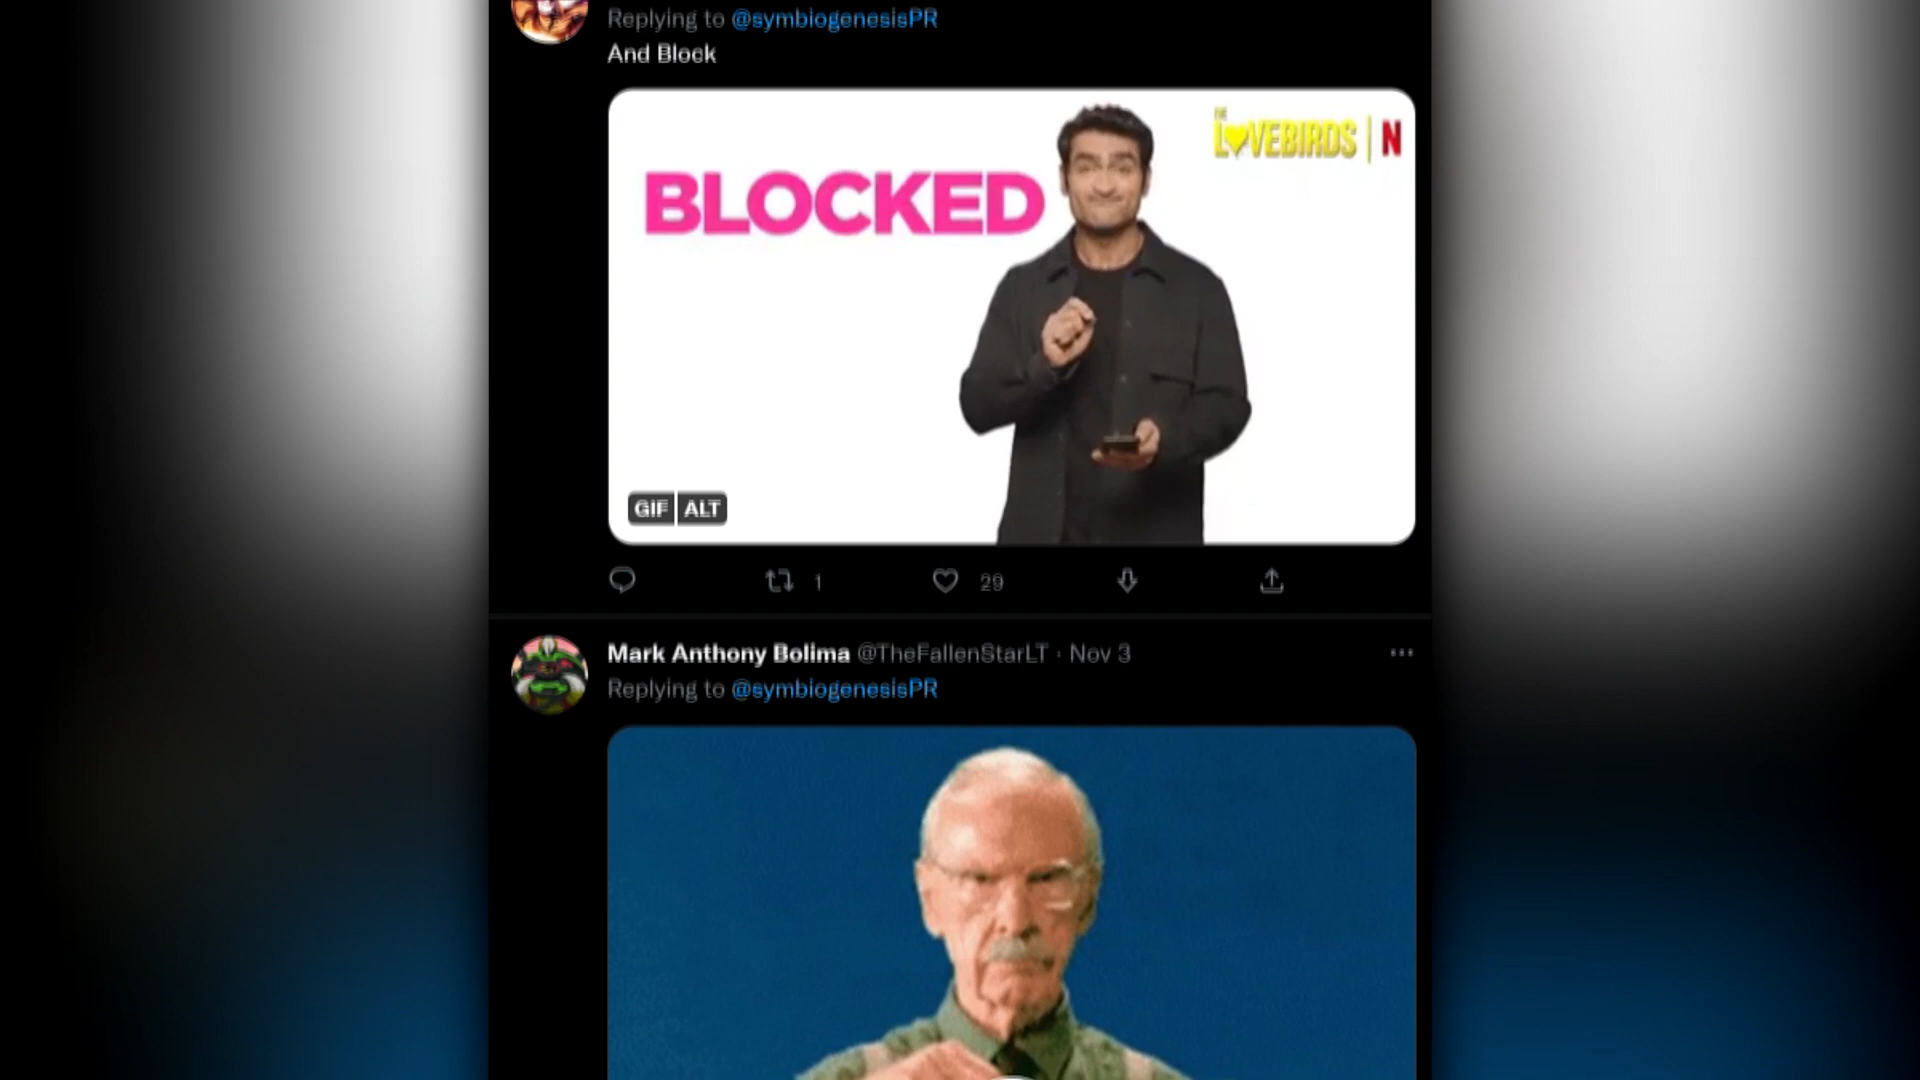 Replying to @symbiogenesisPR
And Block
THE
LOVEBIRDS | N
BLOCKED
GIF ALT
1 29
Mark Anthony Bolima @TheFallenStarLT · Nov 3
Replying to @symbiogenesisPR